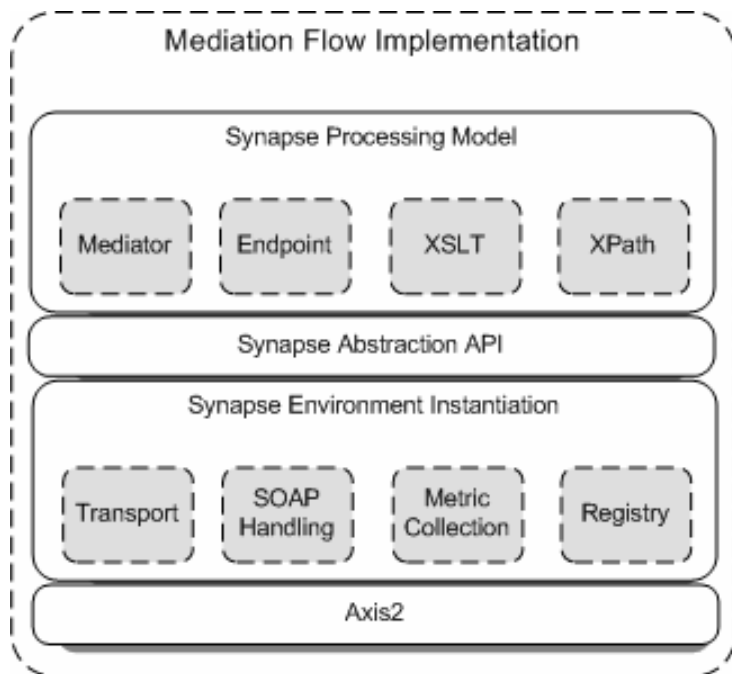 Mediation Flow Implementation
Synapse Processing Model
Mediator
Endpoint
XSLT
XPath
Synapse Abstraction API
Synapse Environment Instantiation
Transport
SOAP
Handling
Metric
Collection
Registry
Axis2